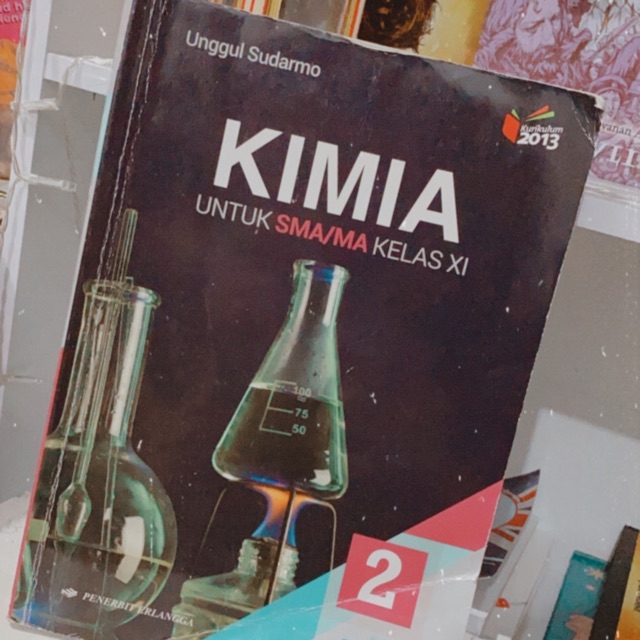 Unggul Sudarmo
Kurikulum
2013
KIMIA
UNTUK SMA/MA KELAS XI
100
75
50
2
PENERBIT ERLANGGA